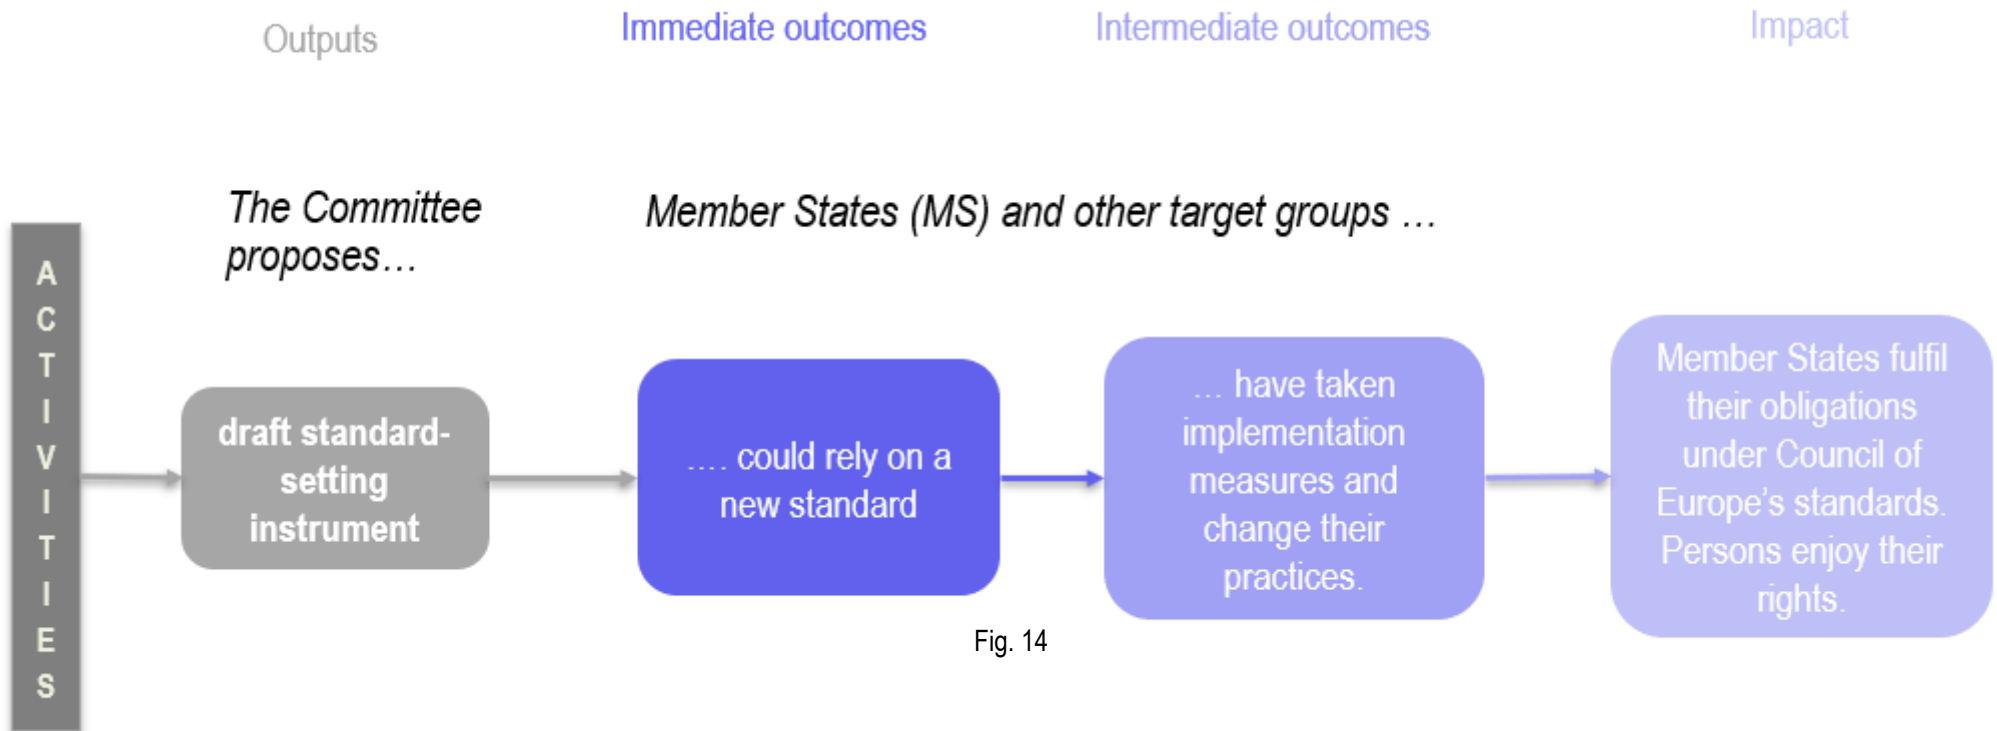 Outputs
Immediate outcomes
Intermediate outcomes
Impact
The Committee
proposes…
Member States (MS) and other target groups …
A
C
T
I
V
I
T
I
E
S
draft standard-
setting
instrument
…. could rely on a
new standard
… have taken
implementation
measures and
change their
practices.
Member States fulfil
their obligations
under Council of
Europe’s standards.
Persons enjoy their
rights.
Fig. 14